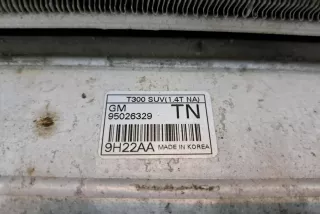 T300 SUV(1.4T NA)
GM TN
95026329
9H22AA MADE IN KOREA